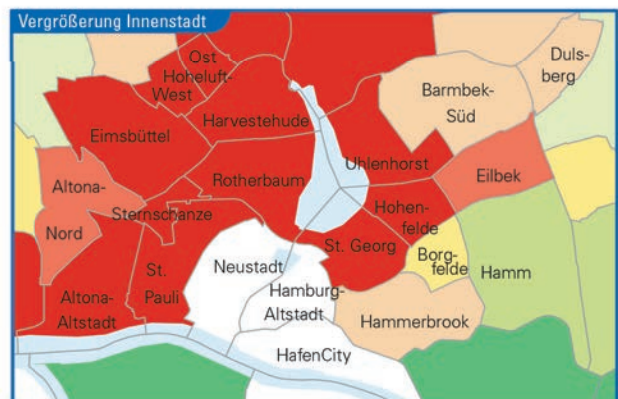 Vergrößerung Innenstadt
Ost
Hoheluft-
West
Duls-
berg
Barmbek-
Süd
Eimsbüttel
Harvestehude
Uhlenhorst
Eilbek
Altona-
Nord
Rotherbaum
Sternschanze
Hohen-
felde
St. Georg
Borg-
felde
Hamm
Neustadt
St.
Pauli
Altona-
Altstadt
Hamburg-
Altstadt
Hammerbrook
HafenCity